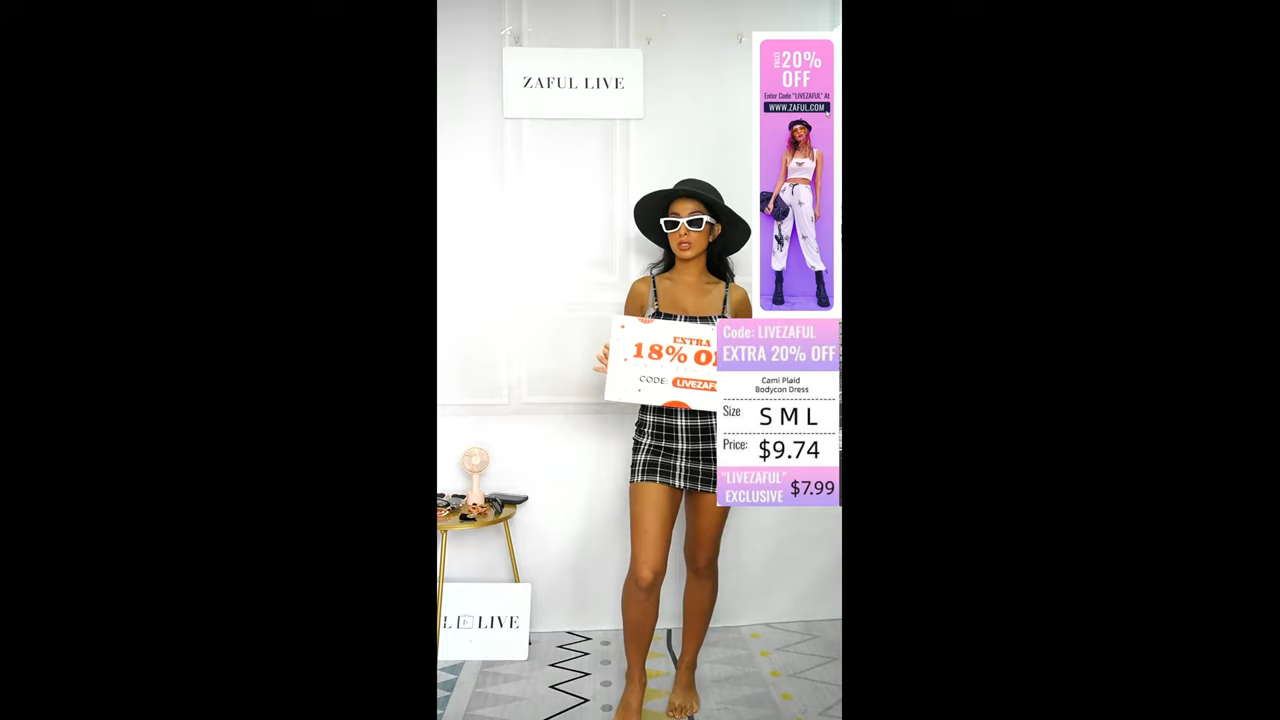 ZAFUL LIVE
20%
OFF
Enter Code "LIVEZAFUL" At
WWW.ZAFUL.COM
EXTRA
18% O
CODE: LIVEZAF
Code: LIVEZAFUL
EXTRA 20% OFF
Cami Plaid
Bodycon Dress
Size S M L
Price: $9.74
"LIVEZAFUL"
EXCLUSIVE $7.99
L LIVE